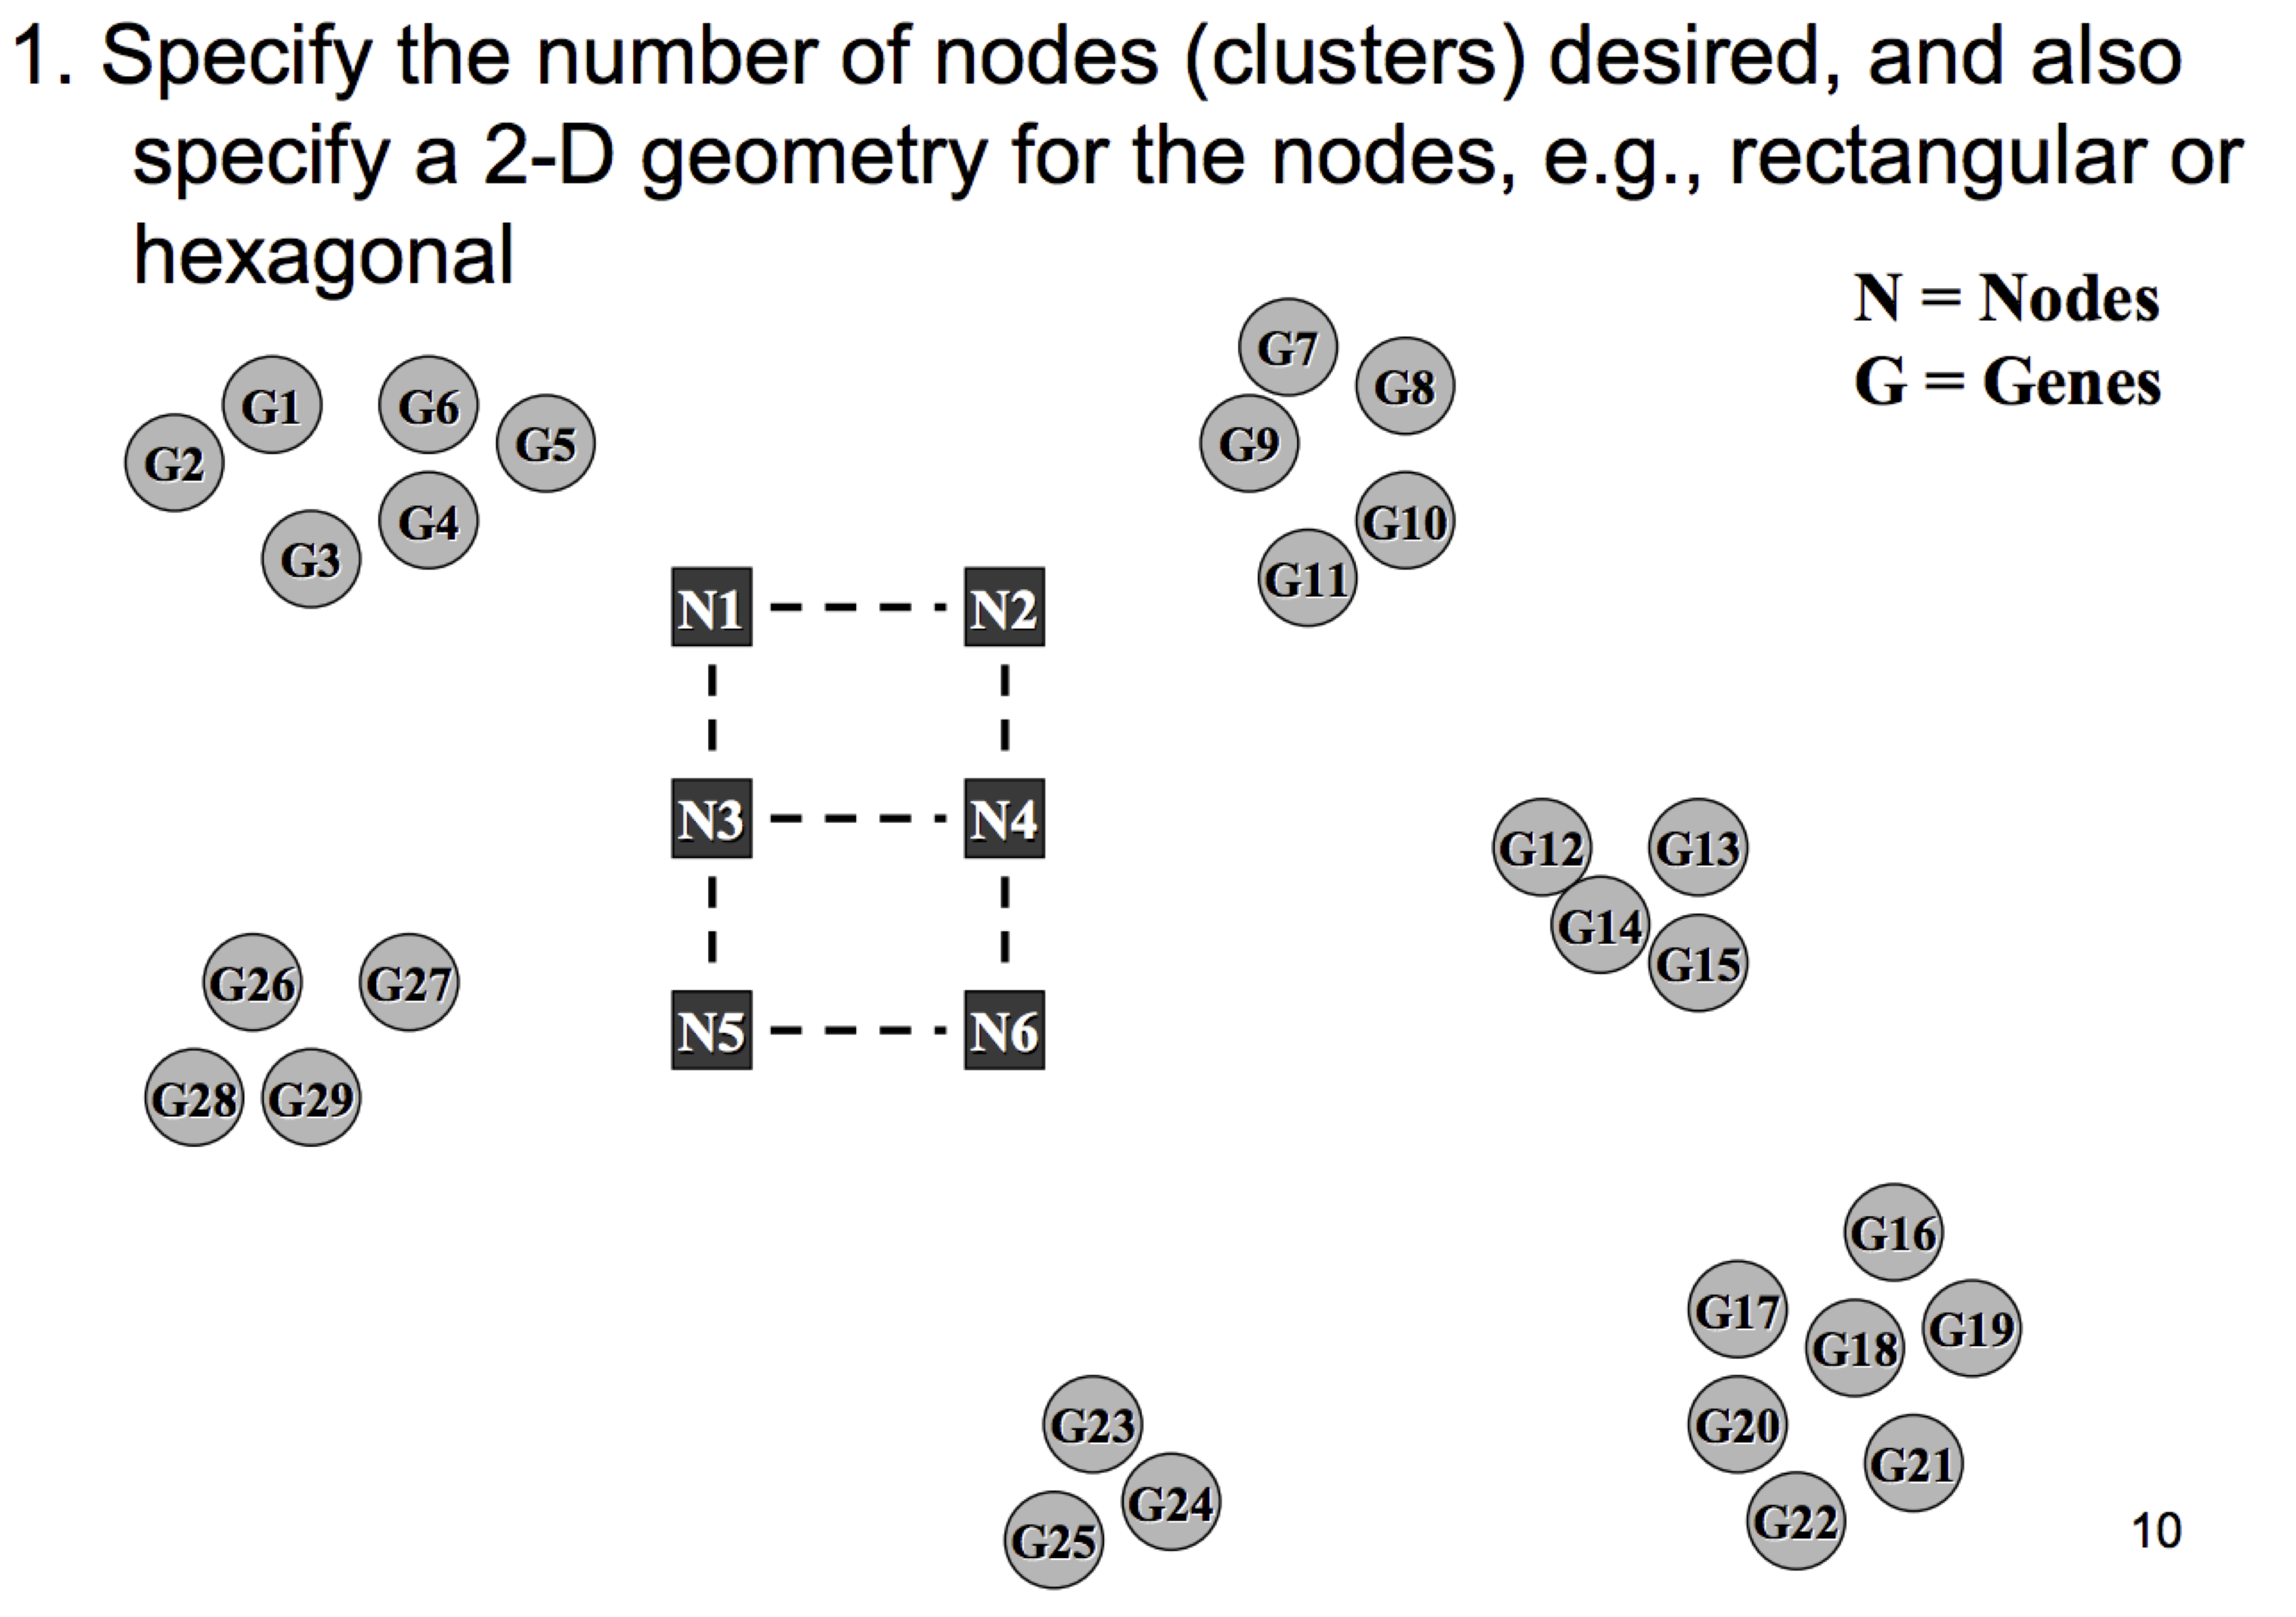 1. Specify the number of nodes (clusters) desired, and also
specify a 2-D geometry for the nodes, e.g., rectangular or
hexagonal
N = Nodes
G = Genes
G1
G6
G5
G2
G4
G3
G7
G8
G9
G10
G11
N1
N2
N3
N4
N5
N6
G12
G13
G14
G15
G26
G27
G28
G29
G16
G17
G18
G19
G20
G21
G22
G23
G24
G25
10